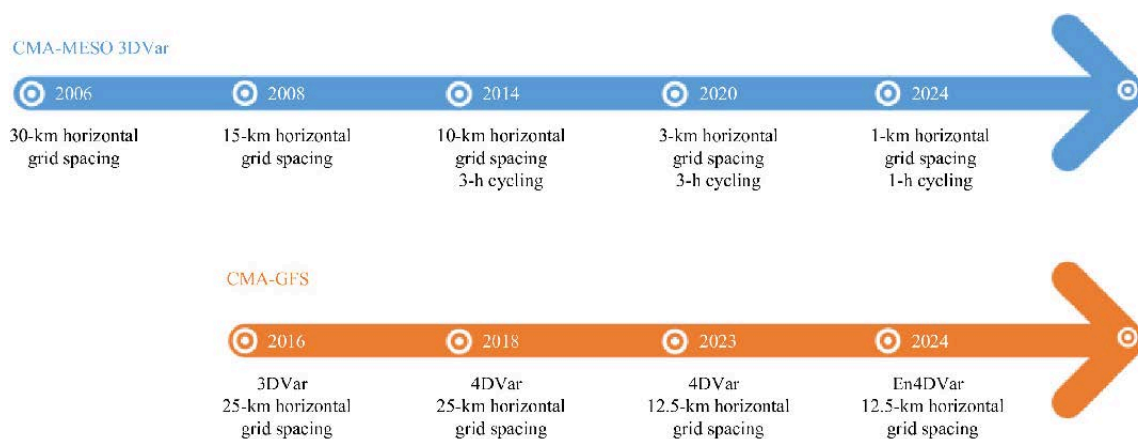 CMA-MESO 3DVar
2006
2008
2014
2020
2024
30-km horizontal
grid spacing
15-km horizontal
grid spacing
10-km horizontal
grid spacing
3-h cycling
3-km horizontal
grid spacing
3-h cycling
1-km horizontal
grid spacing
1-h cycling
CMA-GFS
2016
2018
2023
2024
3DVar
25-km horizontal
grid spacing
4DVar
25-km horizontal
grid spacing
4DVar
12.5-km horizontal
grid spacing
En4DVar
12.5-km horizontal
grid spacing